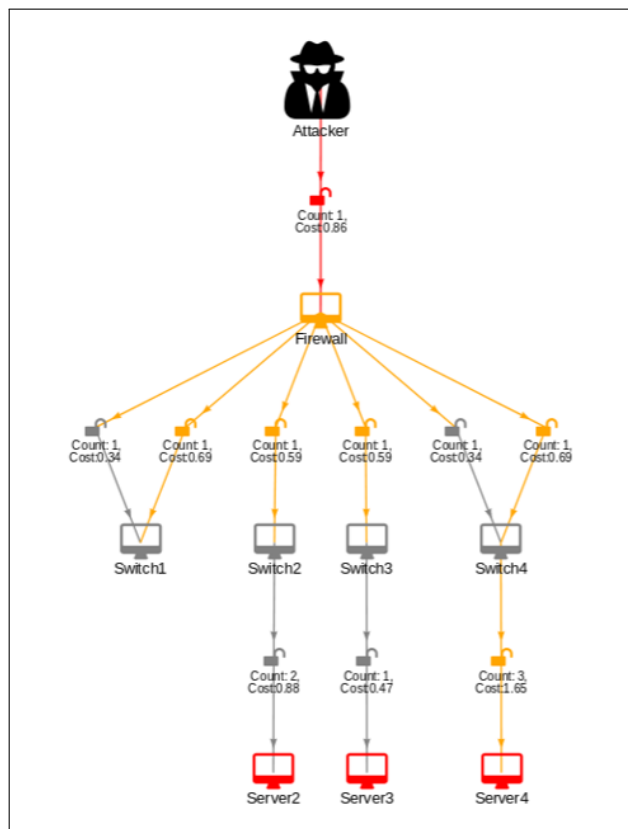 Attacker
Count: 1,
Cost:0.86
Firewall
Count: 1,
Cost:0.34
Count: 1,
Cost:0.69
Count: 1,
Cost:0.59
Count: 1,
Cost:0.59
Count: 1,
Cost:0.34
Count: 1,
Cost:0.69
Switch1
Switch2
Switch3
Switch4
Count: 2,
Cost:0.88
Count: 1,
Cost:0.47
Count: 3,
Cost:1.65
Server2
Server3
Server4